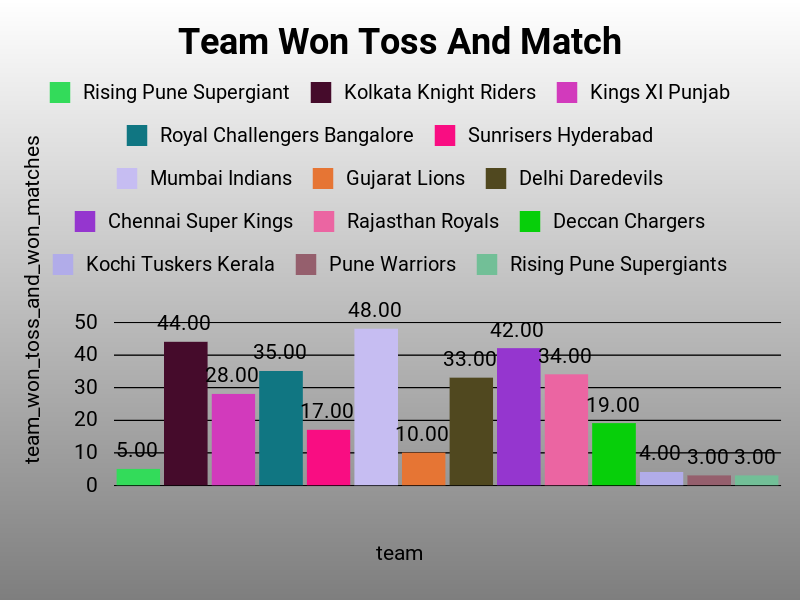 Team Won Toss And Match
Rising Pune Supergiant Kolkata Knight Riders Kings XI Punjab
Royal Challengers Bangalore Sunrisers Hyderabad
Mumbai Indians Gujarat Lions Delhi Daredevils
Chennai Super Kings Rajasthan Royals Deccan Chargers
Kochi Tuskers Kerala Pune Warriors Rising Pune Supergiants
team_won_toss_and_won_matches
50
40
30
20
10
0
5.00
44.00
28.00
35.00
17.00
48.00
10.00
33.00
42.00
34.00
19.00
4.00
3.00
3.00
team